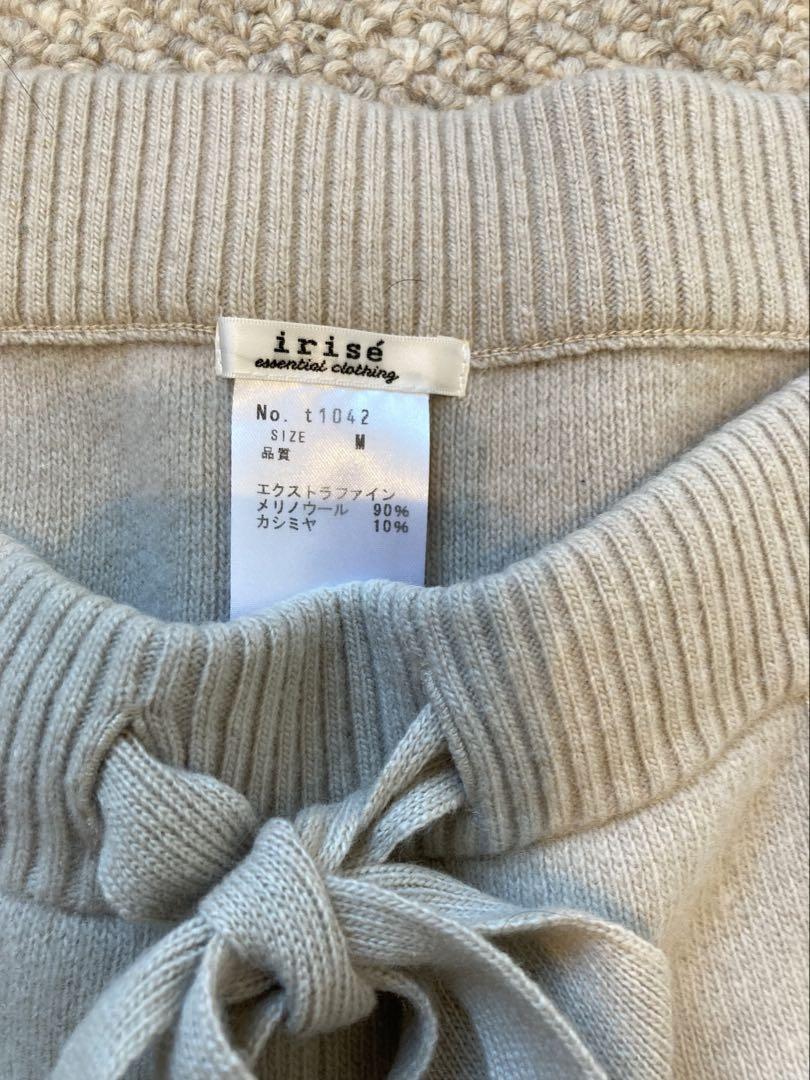 irisé
essential clothing
No. t1042
SIZE M
品質
エクストラファイン
メリノウール 90%
カシミヤ 10%